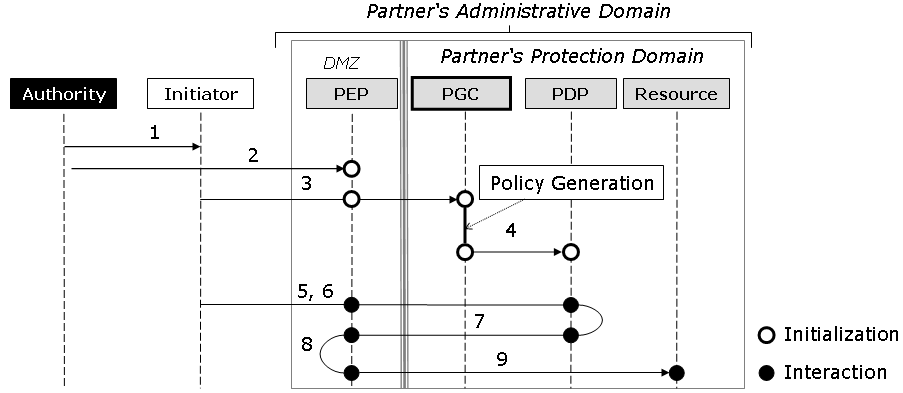 Partner's Administrative Domain
DMZ
Partner's Protection Domain
Authority
Initiator
PEP
PGC
PDP
Resource
1
2
3
Policy Generation
4
5, 6
7
8
9
Initialization
Interaction